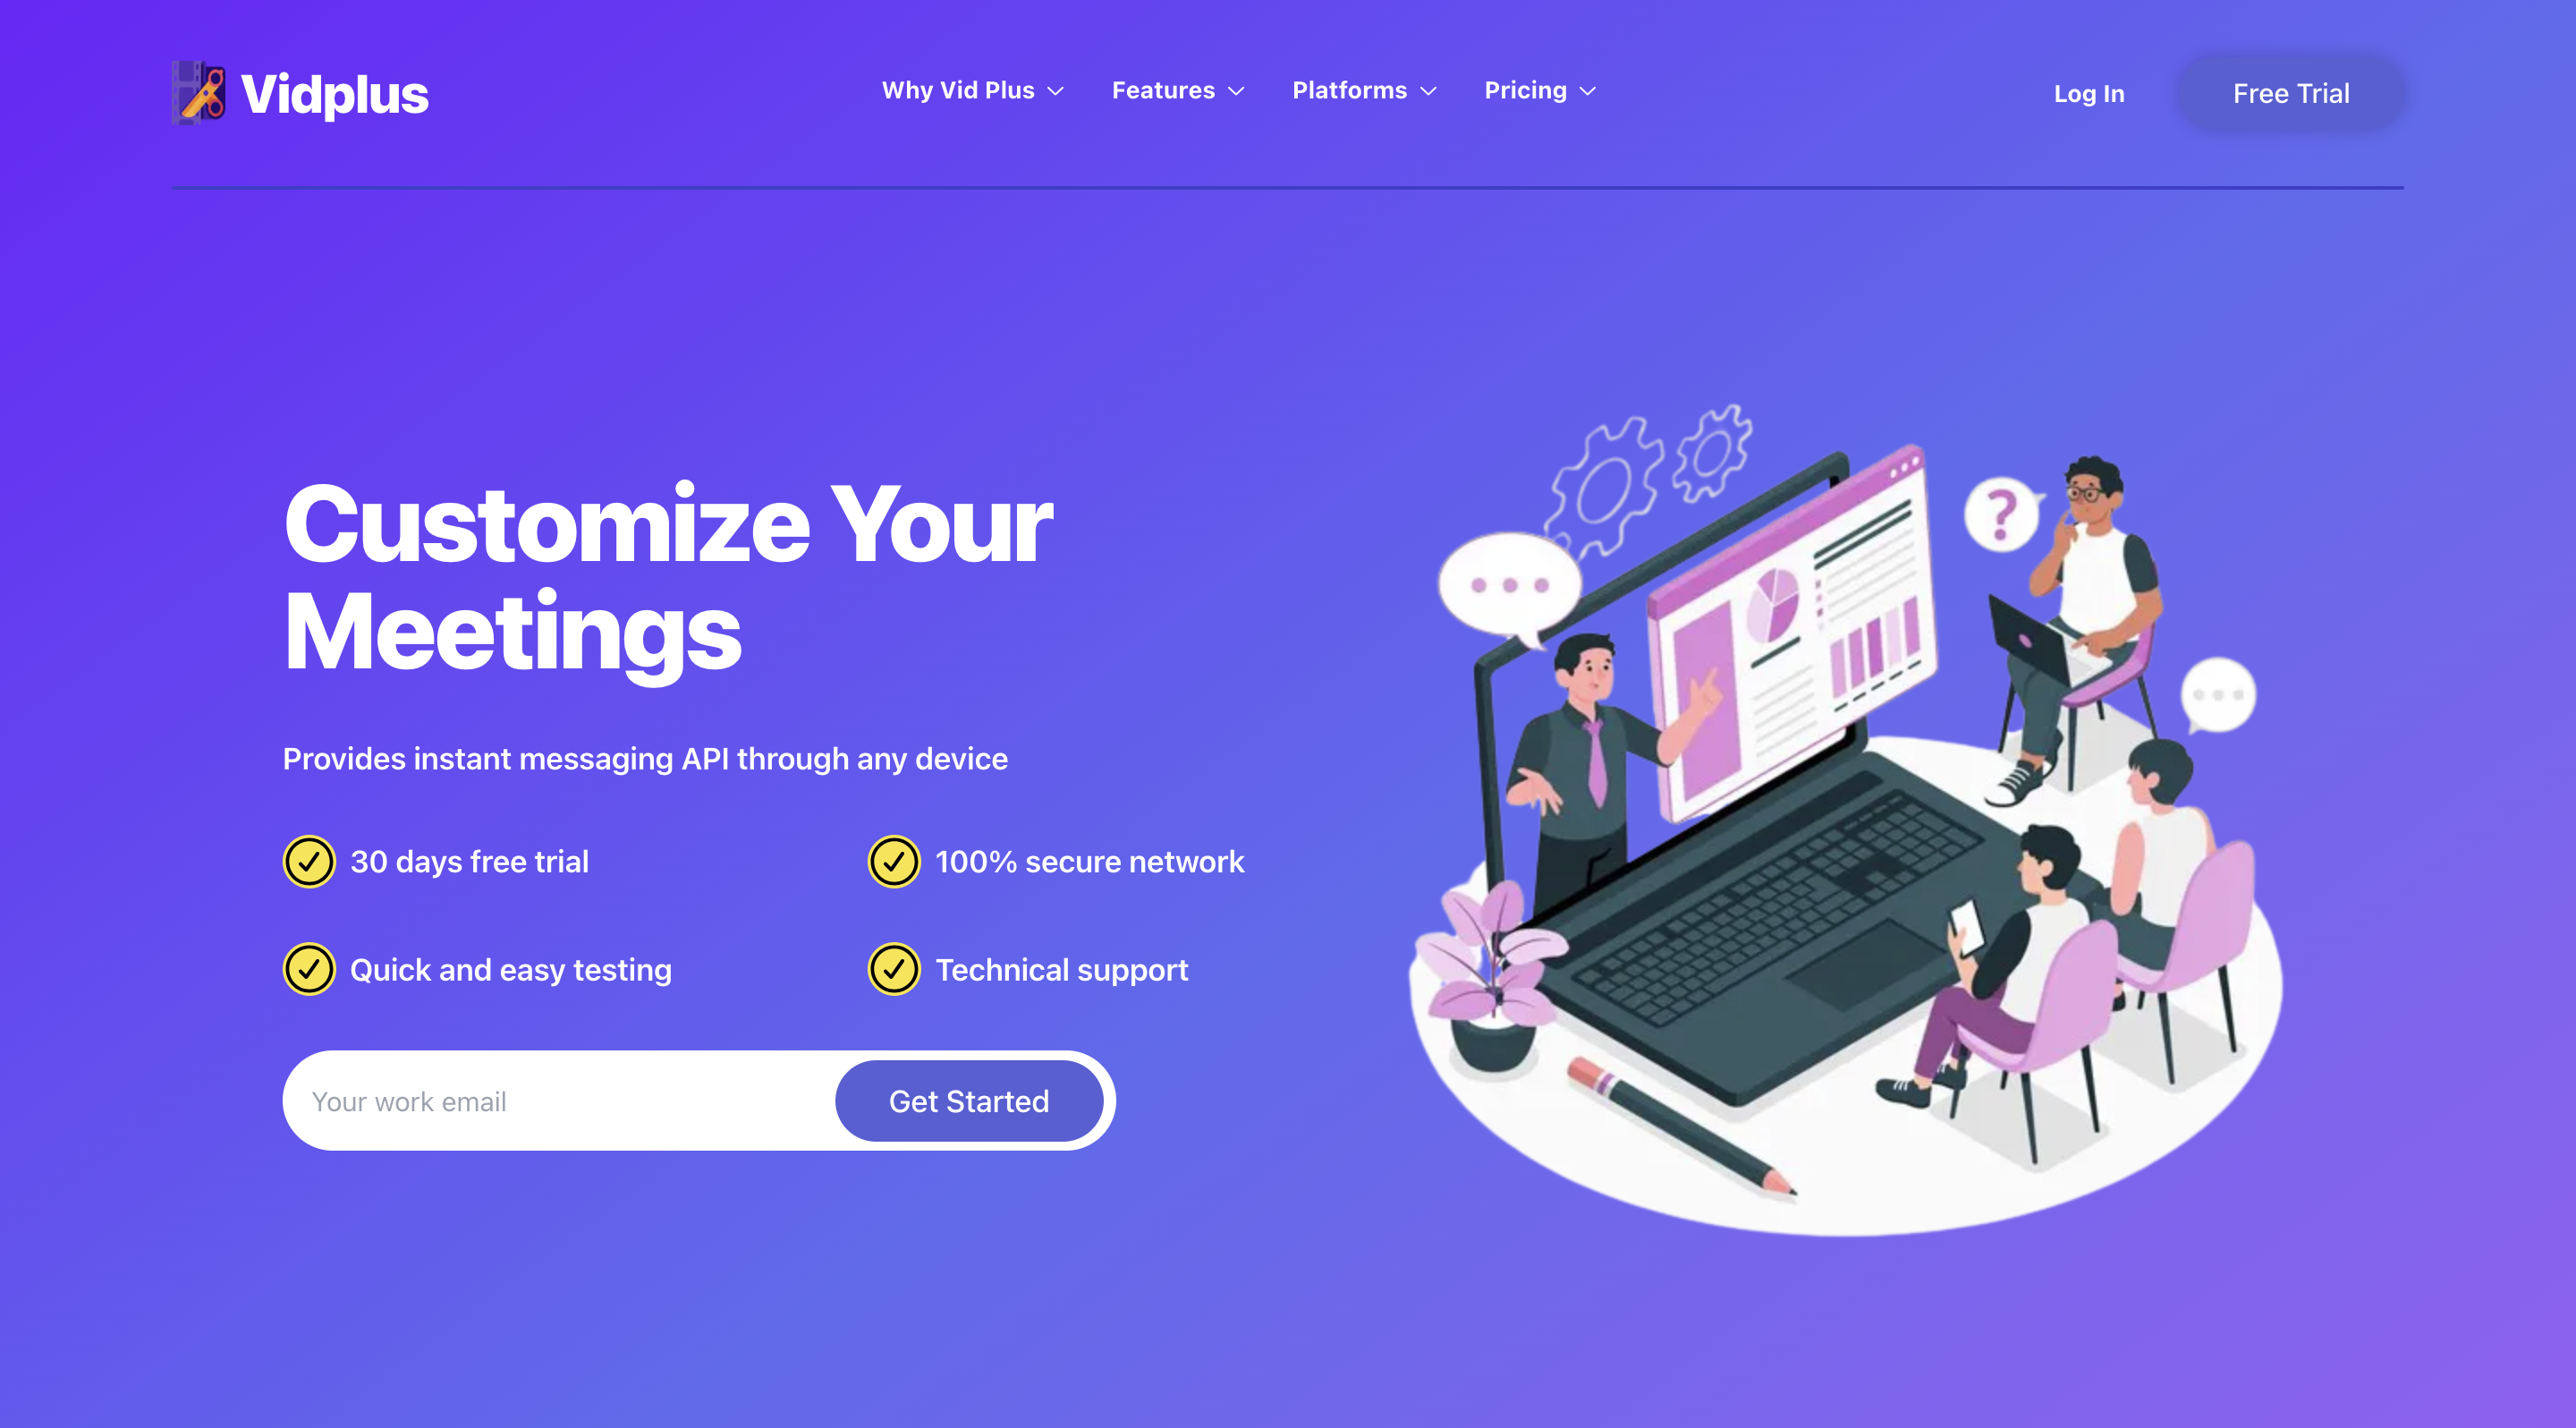 Vidplus
Why Vid Plus
Features
Platforms
Pricing
Log In
Free Trial
Customize Your
Meetings
Provides instant messaging API through any device
30 days free trial
100% secure network
Quick and easy testing
Technical support
Your work email
Get Started
?